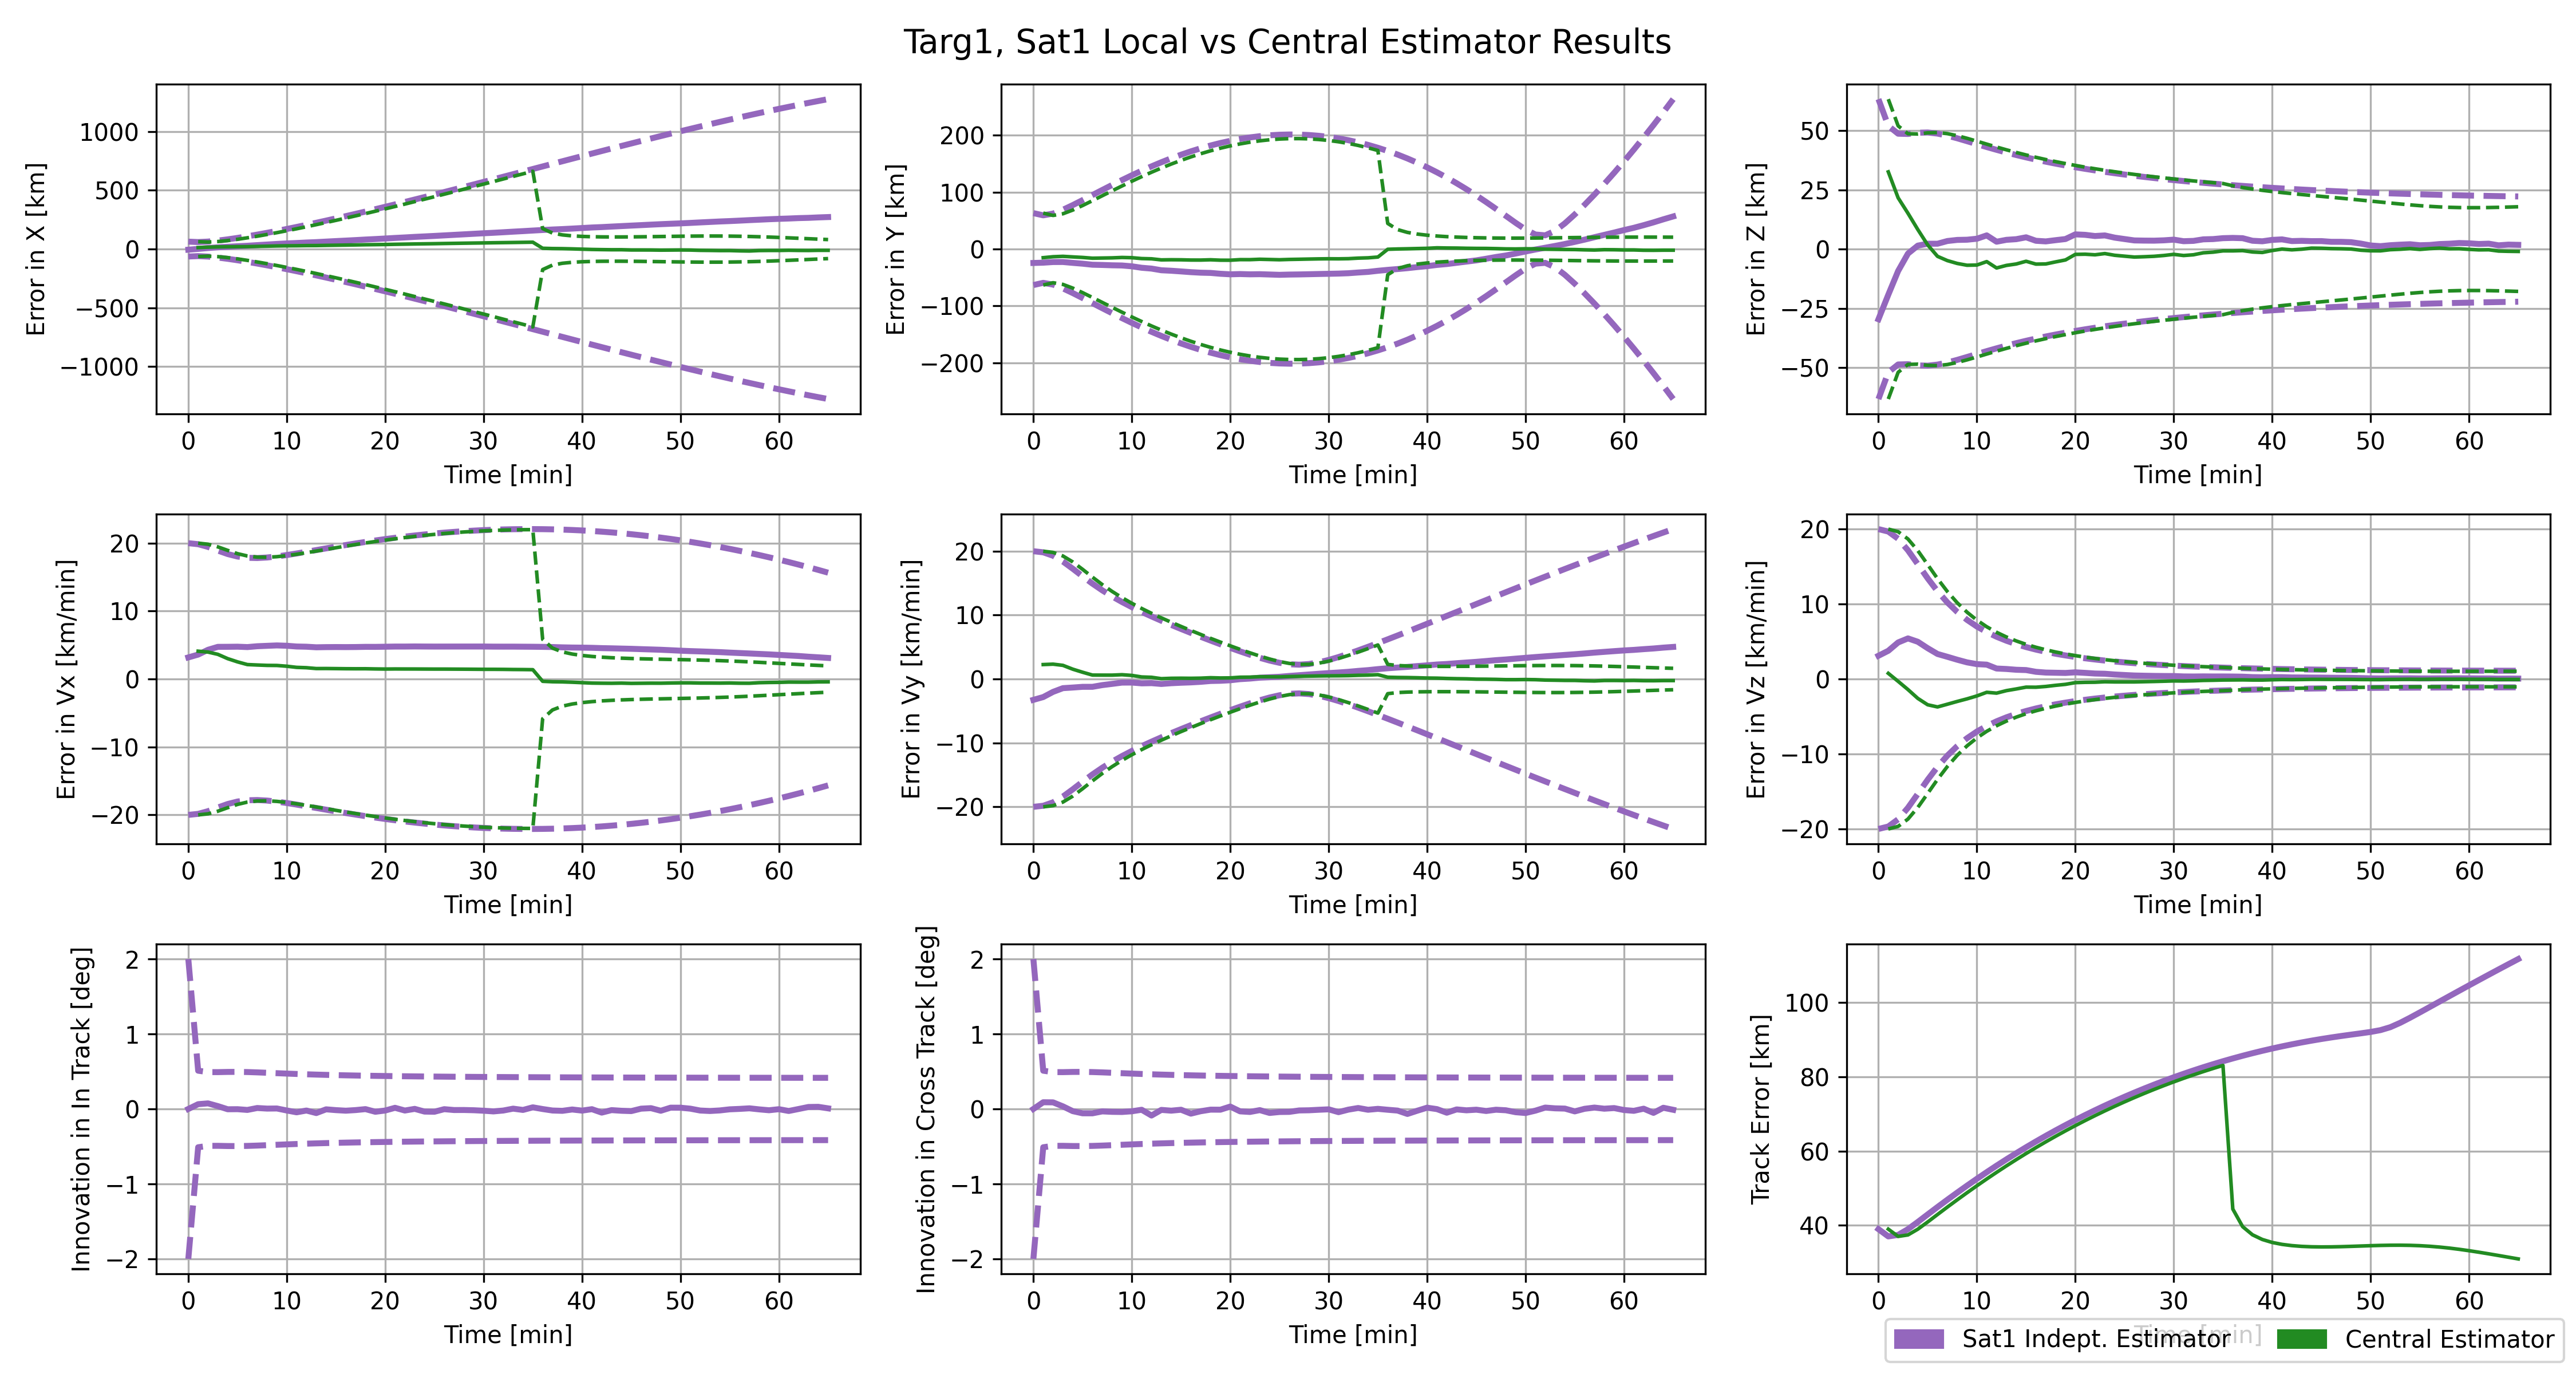 Targ1, Sat1 Local vs Central Estimator Results
Error in X [km]
1000
500
0
−500
−1000
0 10 20 30 40 50 60
Time [min]
Error in Y [km]
200
100
0
−100
−200
0 10 20 30 40 50 60
Time [min]
Error in Z [km]
50
25
0
−25
−50
0 10 20 30 40 50 60
Time [min]
Error in Vx [km/min]
20
10
0
−10
−20
0 10 20 30 40 50 60
Time [min]
Error in Vy [km/min]
20
10
0
−10
−20
0 10 20 30 40 50 60
Time [min]
Error in Vz [km/min]
20
10
0
−10
−20
0 10 20 30 40 50 60
Time [min]
Innovation in In Track [deg]
2
1
0
−1
−2
0 10 20 30 40 50 60
Time [min]
Innovation in Cross Track [deg]
2
1
0
−1
−2
0 10 20 30 40 50 60
Time [min]
Track Error [km]
100
80
60
40
0 10 20 30 40 50 60
Time [min]
Sat1 Indept. Estimator
Central Estimator